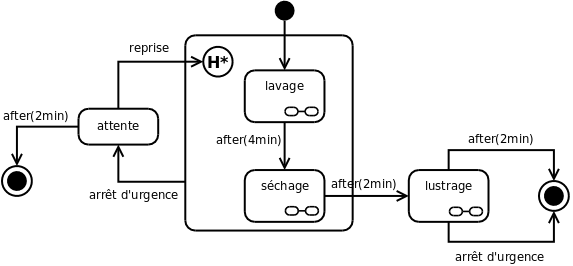 reprise
H*
lavage
after(2min)
attente
after(4min)
after(2min)
arrêt d'urgence
séchage
after(2min)
lustrage
arrêt d'urgence